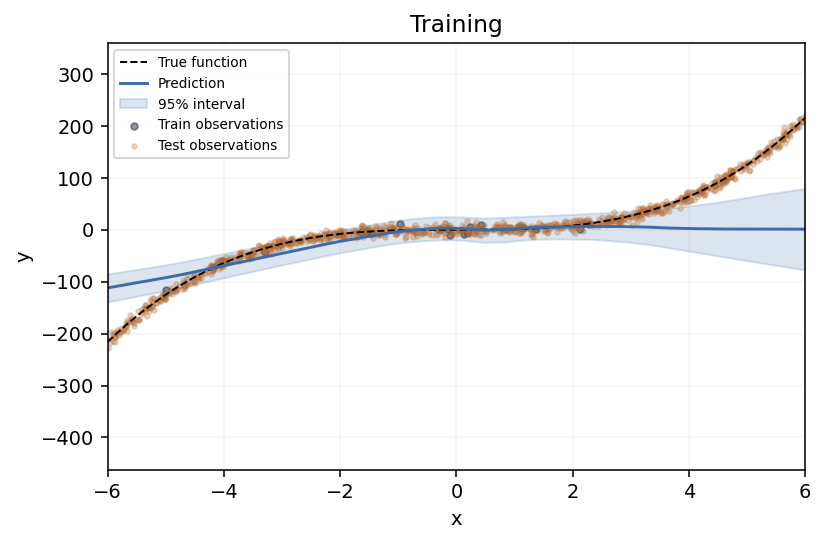 Training
True function
Prediction
95% interval
Train observations
Test observations
300
200
100
0
−100
−200
−300
−400
y
−6 −4 −2 0 2 4 6
x